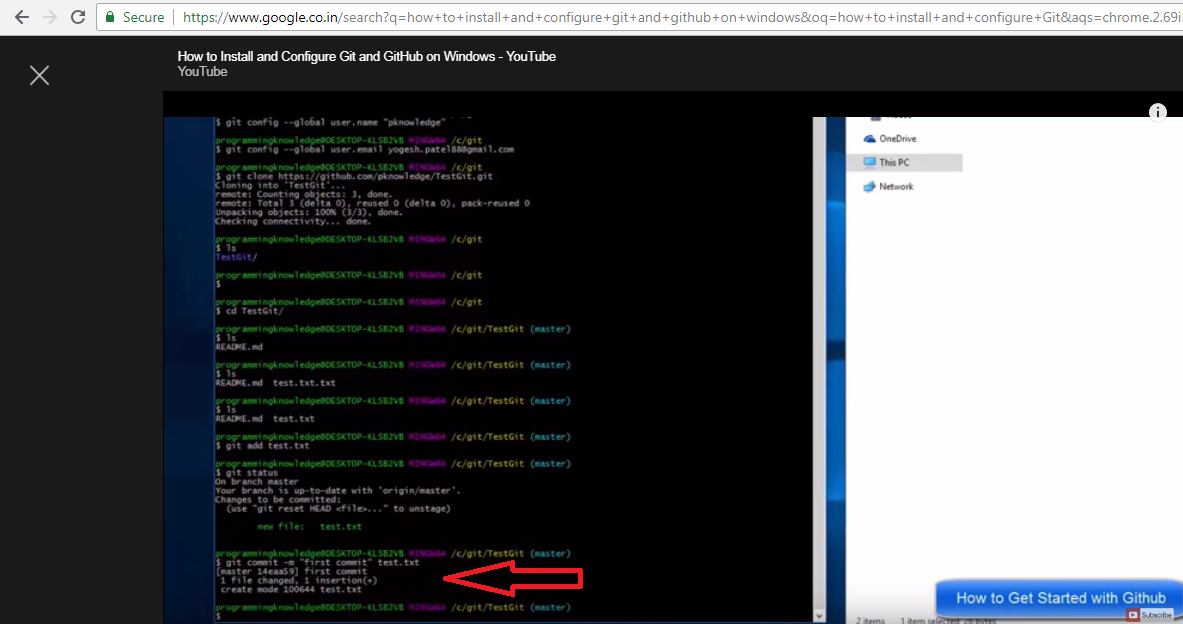 Secure
https://www.google.co.in/search?q=how+to+install+and+configure+git+and+github+on+windows&oq=how+to+install+and+configure+Git&aqs=chrome.2.69i
How to Install and Configure Git and GitHub on Windows - YouTube
YouTube
$ git config --global user.name "pknowledge"
programmingknowledge@DESKTOP-KLSB2VB MINGW64 /c/git
$ git config --global user.email yogesh.patel88@gmail.com
programmingknowledge@DESKTOP-KLSB2VB MINGW64 /c/git
$ git clone https://github.com/pknowledge/TestGit.git
Cloning into 'TestGit'...
remote: Counting objects: 3, done.
remote: Total 3 (delta 0), reused 0 (delta 0), pack-reused 0
Unpacking objects: 100% (3/3), done.
Checking connectivity... done.
programmingknowledge@DESKTOP-KLSB2VB MINGW64 /c/git
$ ls
TestGit/
programmingknowledge@DESKTOP-KLSB2VB MINGW64 /c/git
$
programmingknowledge@DESKTOP-KLSB2VB MINGW64 /c/git
$ cd TestGit/
programmingknowledge@DESKTOP-KLSB2VB MINGW64 /c/git/TestGit (master)
$ ls
README.md
programmingknowledge@DESKTOP-KLSB2VB MINGW64 /c/git/TestGit (master)
$ ls
README.md test.txt.txt
programmingknowledge@DESKTOP-KLSB2VB MINGW64 /c/git/TestGit (master)
$ ls
README.md test.txt
programmingknowledge@DESKTOP-KLSB2VB MINGW64 /c/git/TestGit (master)
$ git add test.txt
programmingknowledge@DESKTOP-KLSB2VB MINGW64 /c/git/TestGit (master)
$ git status
On branch master
Your branch is up-to-date with 'origin/master'.
Changes to be committed:
(use "git reset HEAD <file>..." to unstage)
new file: test.txt
programmingknowledge@DESKTOP-KLSB2VB MINGW64 /c/git/TestGit (master)
$ git commit -m "first commit" test.txt
[master 14eaa59] first commit
1 file changed, 1 insertion(+)
create mode 100644 test.txt
programmingknowledge@DESKTOP-KLSB2VB MINGW64 /c/git/TestGit (master)
$
OneDrive
This PC
Network
How to Get Started with Github
Subscribe
2 items 1 item selected 26 bytes